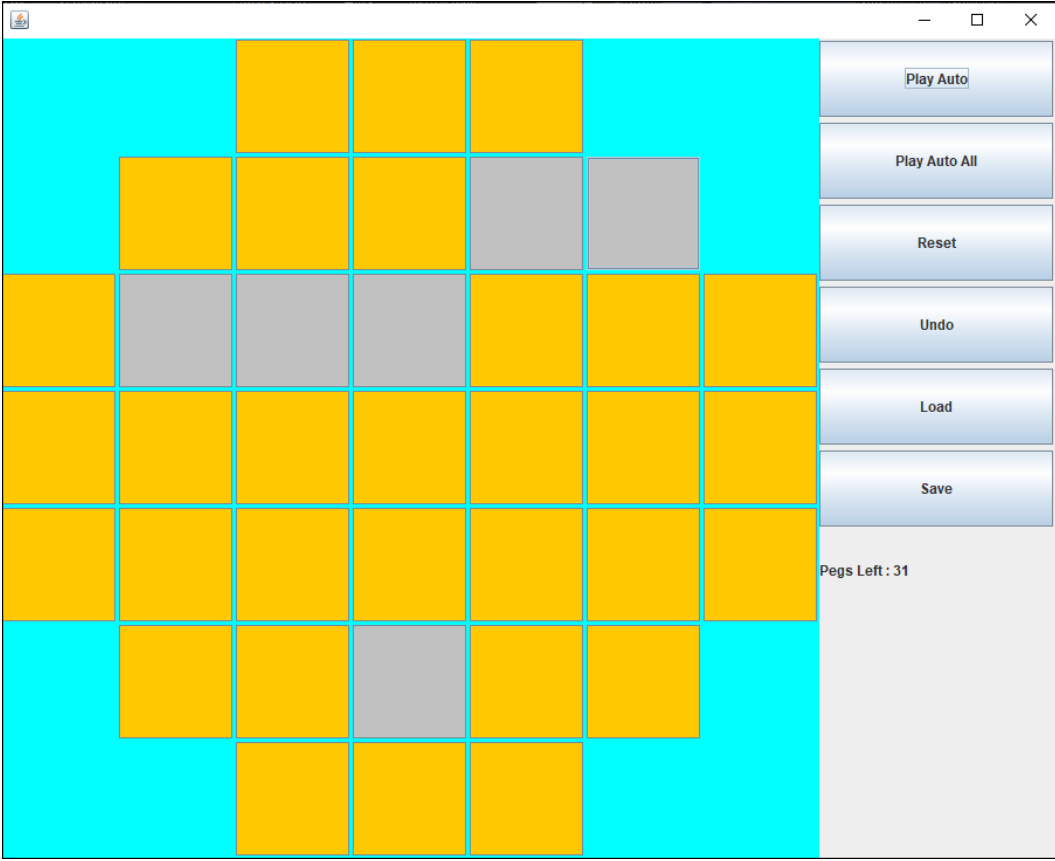 Play Auto
Play Auto All
Reset
Undo
Load
Save
Pegs Left : 31